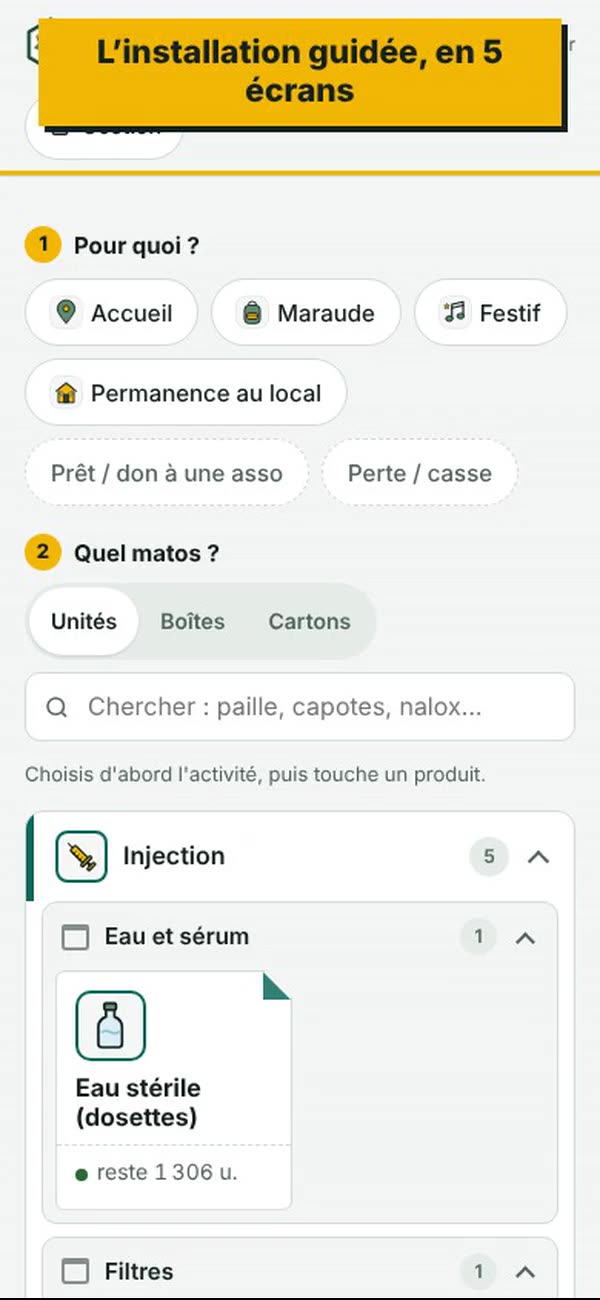 L’installation guidée, en 5
écrans
1 Pour quoi ?
Accueil Maraude Festif
Permanence au local
Prêt / don à une asso Perte / casse
2 Quel matos ?
Unités Boîtes Cartons
Chercher : paille, capotes, nalox...
Choisis d'abord l'activité, puis touche un produit.
Injection 5
Eau et sérum 1
Eau stérile
(dosettes)
reste 1 306 u.
Filtres 1